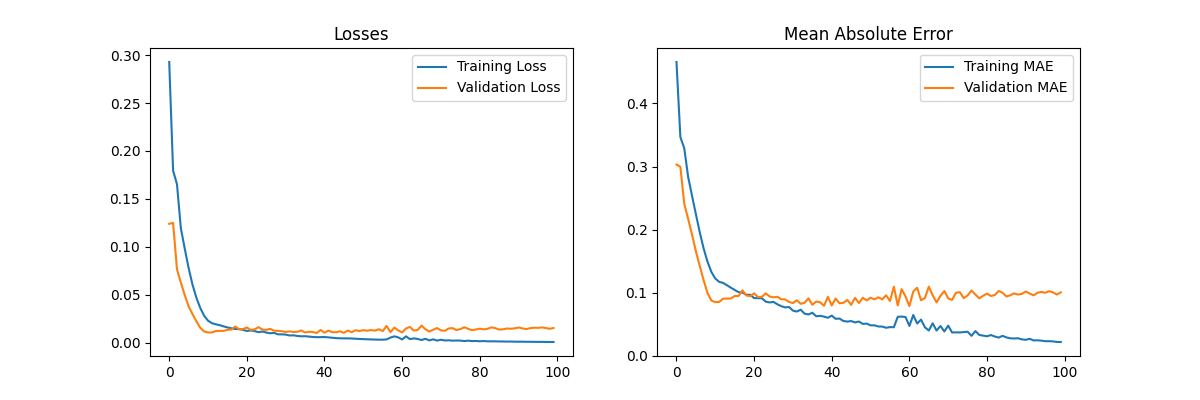 Losses
0.30
0.25
0.20
0.15
0.10
0.05
0.00
Training Loss
Validation Loss
0 20 40 60 80 100
Mean Absolute Error
0.4
0.3
0.2
0.1
0.0
Training MAE
Validation MAE
0 20 40 60 80 100